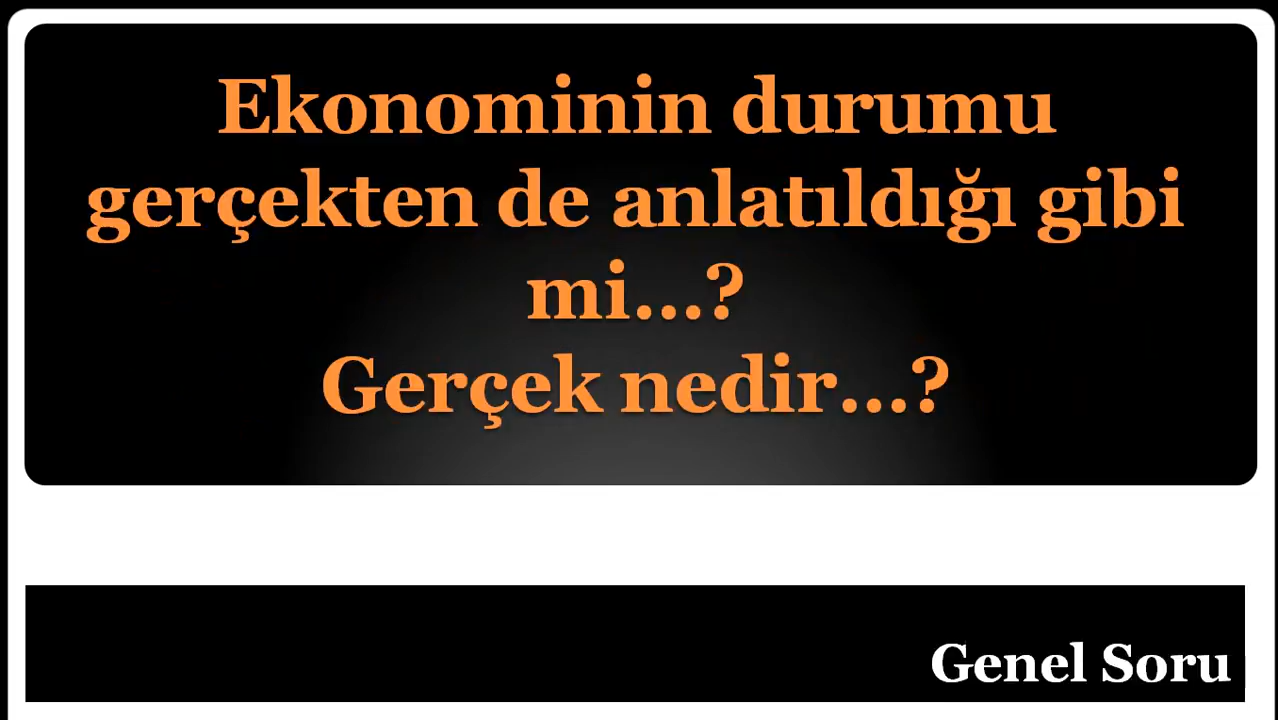 Ekonominin durumu
gerçekten de anlatıldığı gibi
mi...?
Gerçek nedir...?
Genel Soru